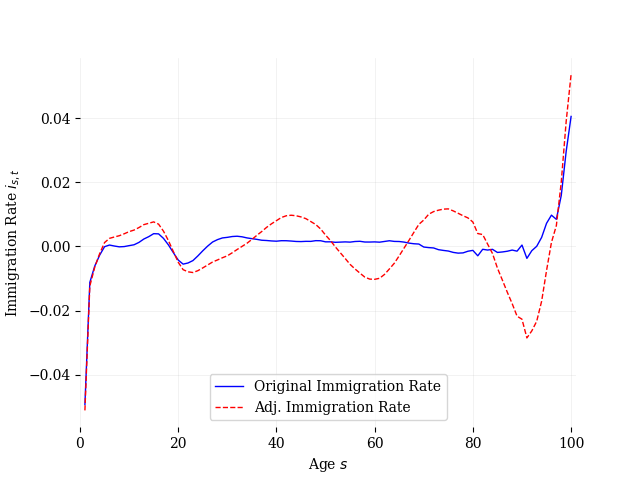 Immigration Rate i_{s,t}
0.04
0.02
0.00
−0.02
−0.04
0 20 40 60 80 100
Age s
Original Immigration Rate
Adj. Immigration Rate